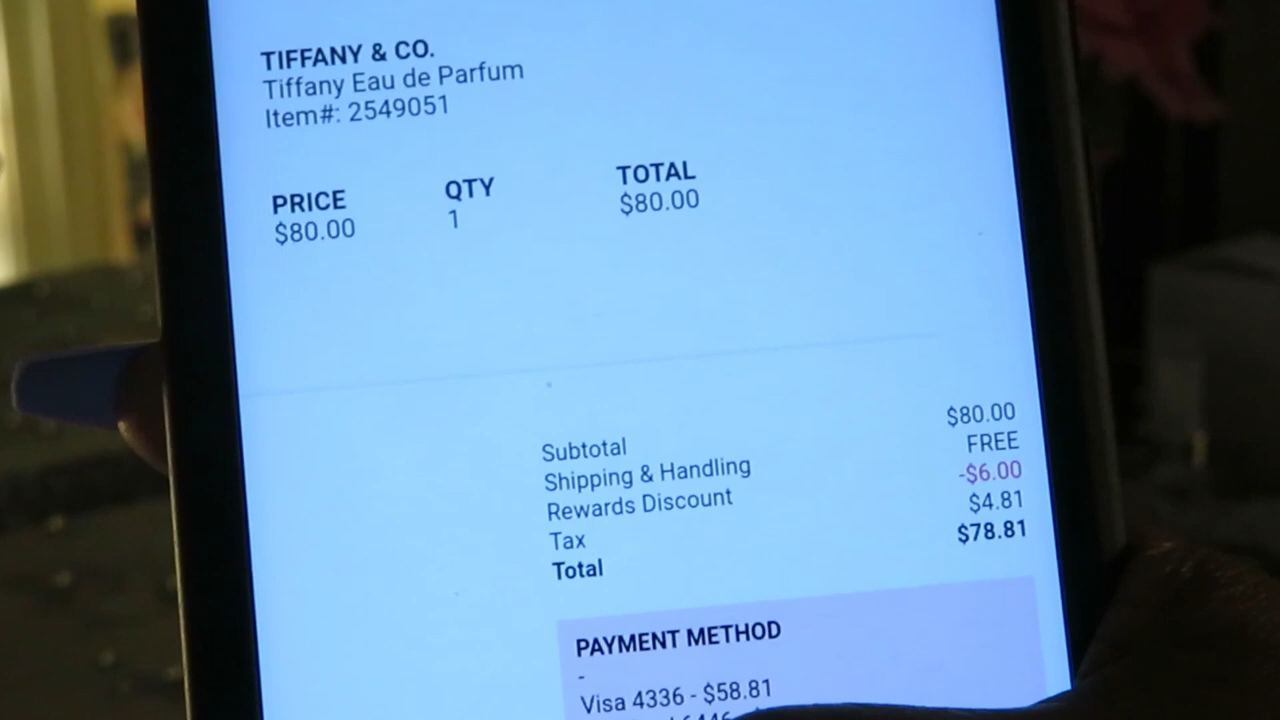 TIFFANY & CO.
Tiffany Eau de Parfum
Item#: 2549051
PRICE QTY TOTAL
$80.00 1 $80.00
Subtotal $80.00
Shipping & Handling FREE
Rewards Discount -$6.00
Tax $4.81
Total $78.81
PAYMENT METHOD
-
Visa 4336 - $58.81